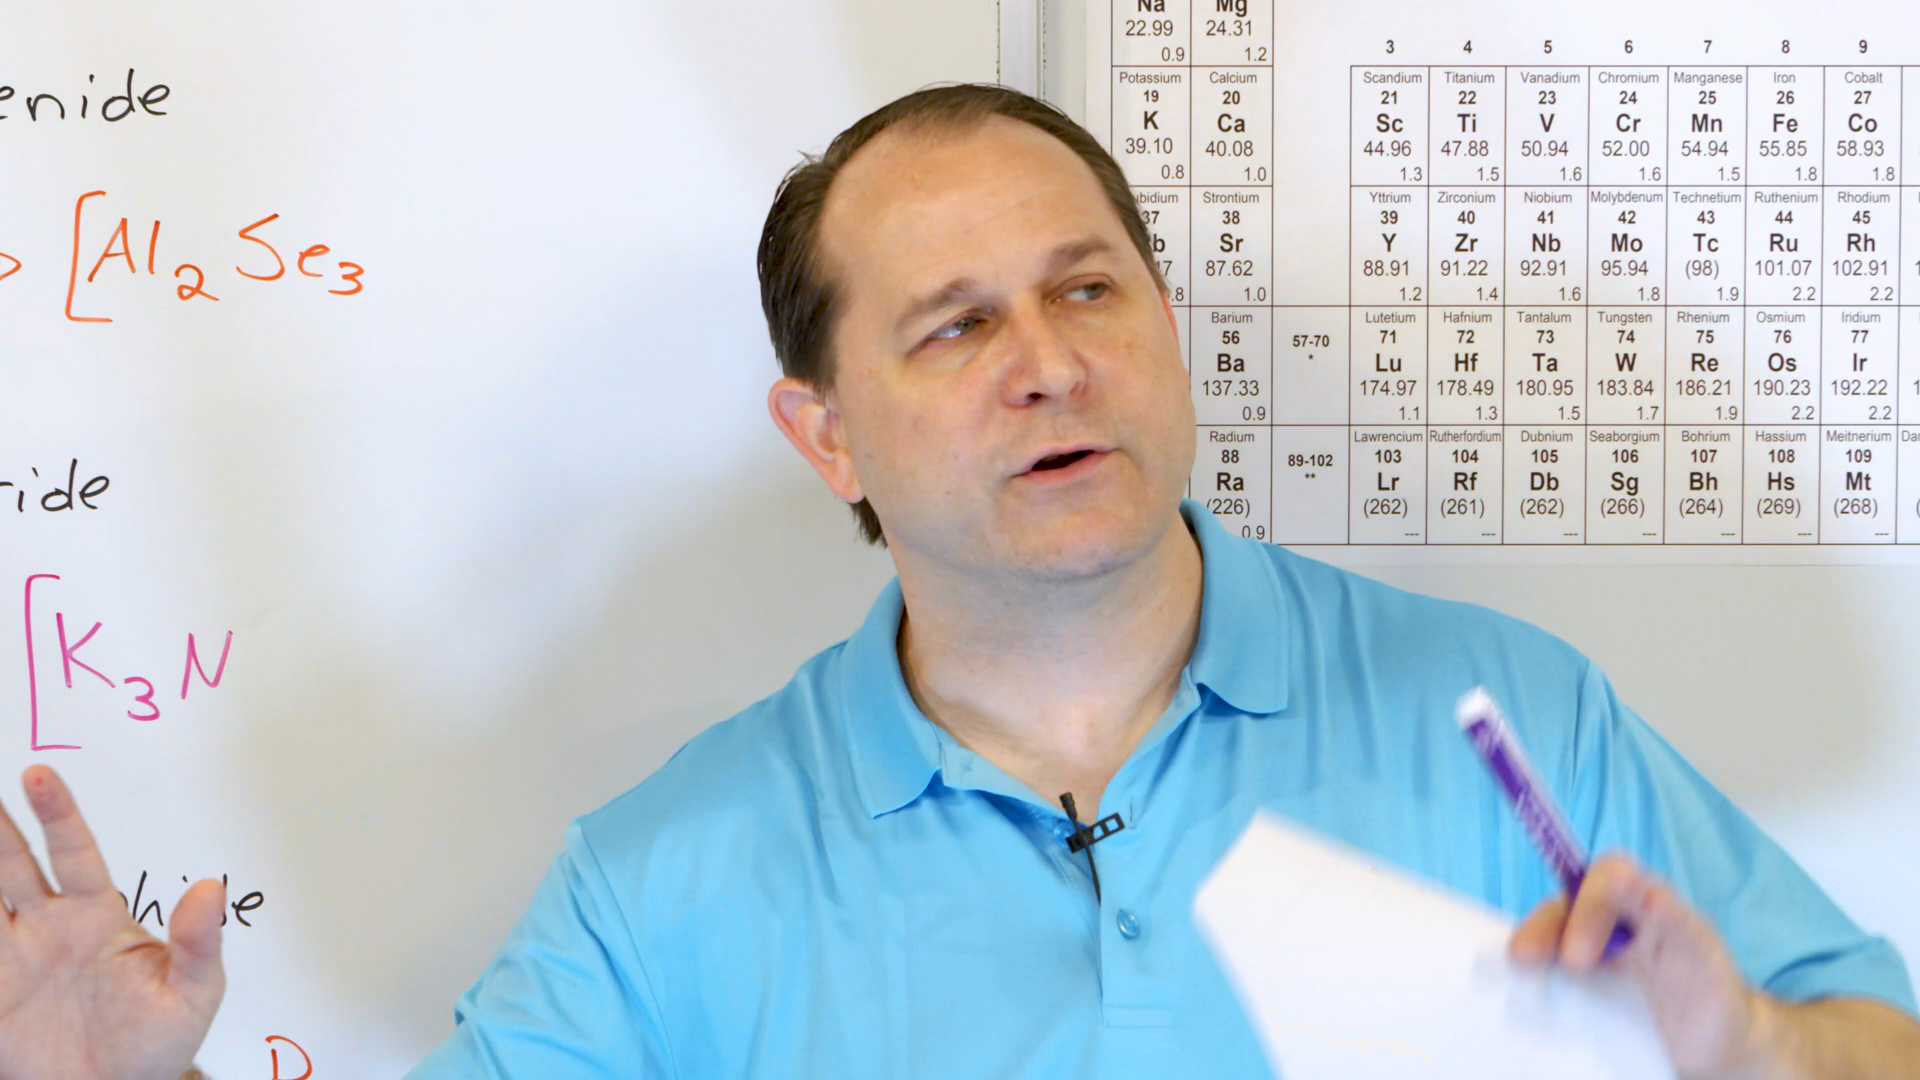 enide
[Al2Se3
ride
[K3N
hide
P
Na Mg
22.99 24.31
0.9 1.2
3 4 5 6 7 8 9
Potassium Calcium Scandium Titanium Vanadium Chromium Manganese Iron Cobalt
19 20 21 22 23 24 25 26 27
K Ca Sc Ti V Cr Mn Fe Co
39.10 40.08 44.96 47.88 50.94 52.00 54.94 55.85 58.93
0.8 1.0 1.3 1.5 1.6 1.6 1.5 1.8 1.8
ubidium Strontium Yttrium Zirconium Niobium Molybdenum Technetium Ruthenium Rhodium
37 38 39 40 41 42 43 44 45
b Sr Y Zr Nb Mo Tc Ru Rh
47 87.62 88.91 91.22 92.91 95.94 (98) 101.07 102.91
.8 1.0 1.2 1.4 1.6 1.8 1.9 2.2 2.2
Barium Lutetium Hafnium Tantalum Tungsten Rhenium Osmium Iridium
56 57-70 71 72 73 74 75 76 77
Ba * Lu Hf Ta W Re Os Ir
137.33 174.97 178.49 180.95 183.84 186.21 190.23 192.22
0.9 1.1 1.3 1.5 1.7 1.9 2.2 2.2
Radium Lawrencium Rutherfordium Dubnium Seaborgium Bohrium Hassium Meitnerium Da
88 89-102 103 104 105 106 107 108 109
Ra ** Lr Rf Db Sg Bh Hs Mt
(226) (262) (261) (262) (266) (264) (269) (268)
0.9 --- --- --- --- --- --- ---